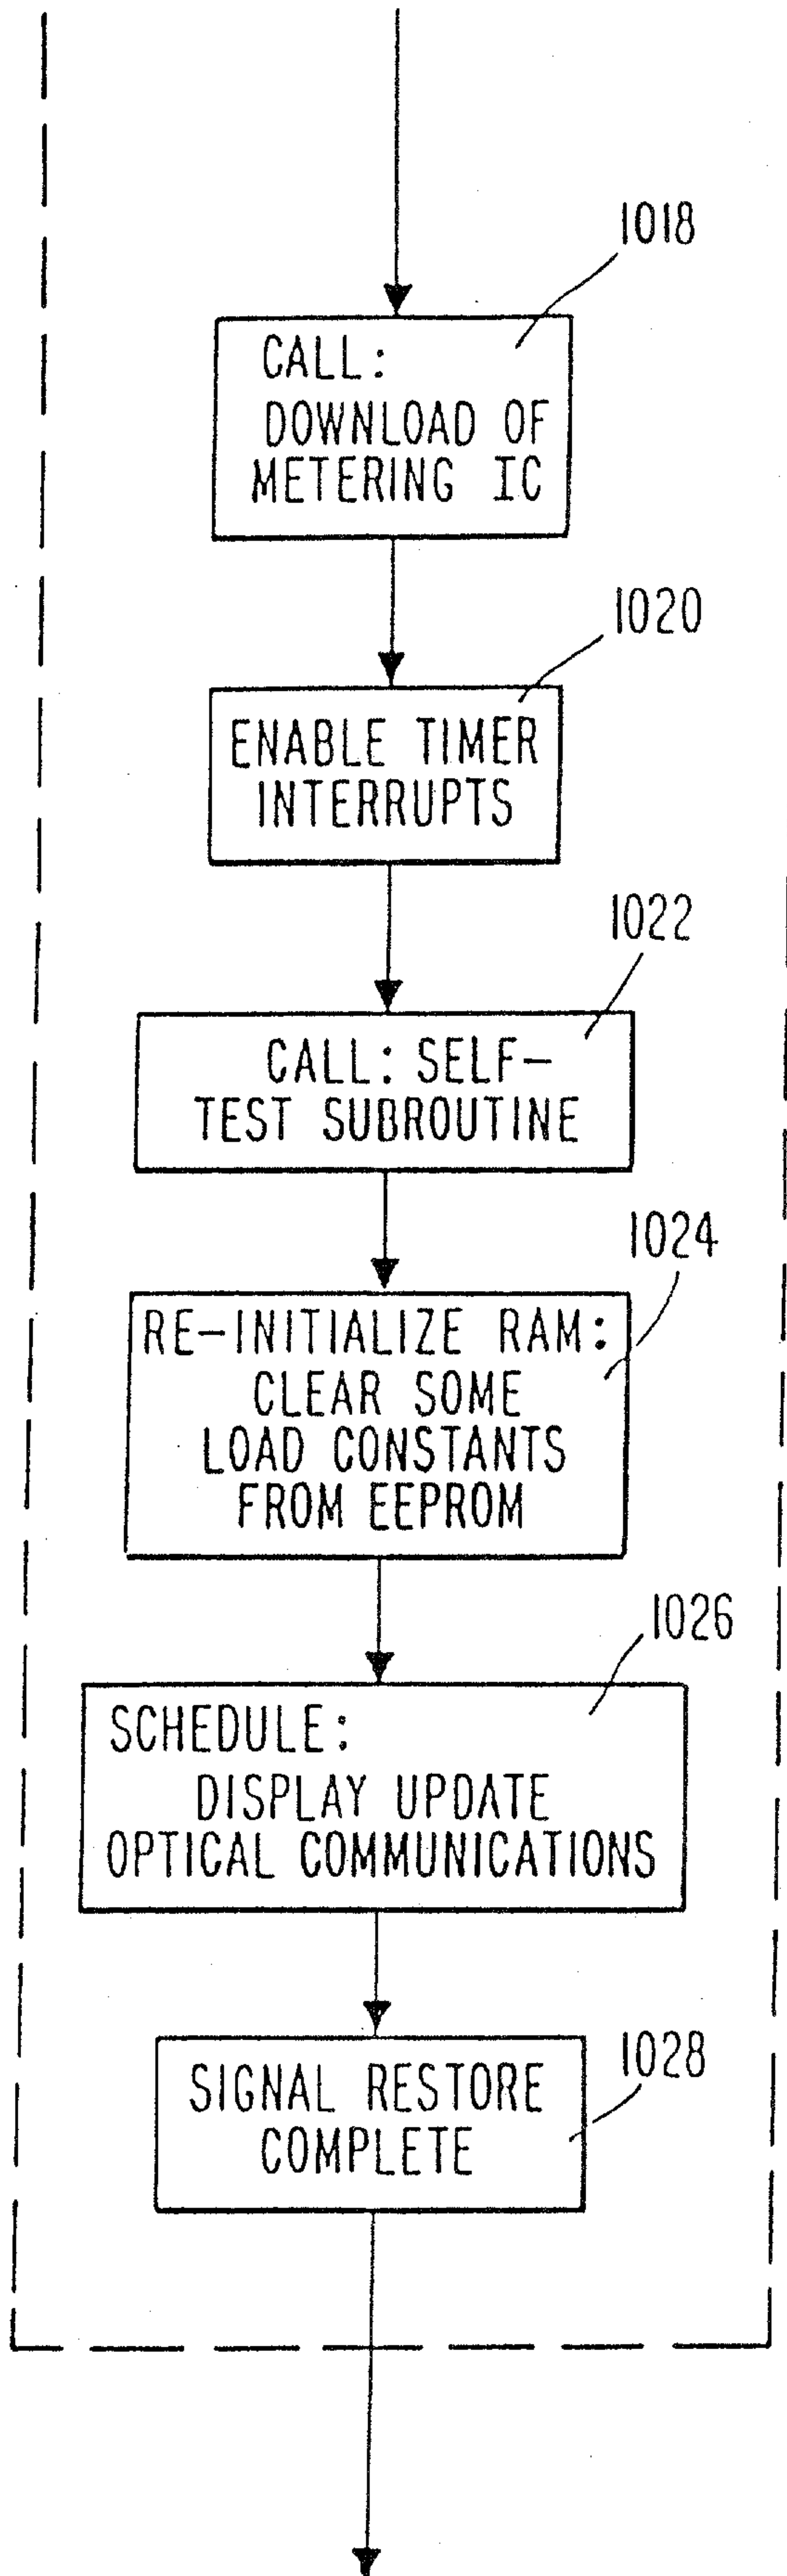 1018
CALL:
DOWNLOAD OF
METERING IC
1020
ENABLE TIMER
INTERRUPTS
1022
CALL: SELF-
TEST SUBROUTINE
1024
RE-INITIALIZE RAM:
CLEAR SOME
LOAD CONSTANTS
FROM EEPROM
1026
SCHEDULE:
DISPLAY UPDATE
OPTICAL COMMUNICATIONS
1028
SIGNAL RESTORE
COMPLETE